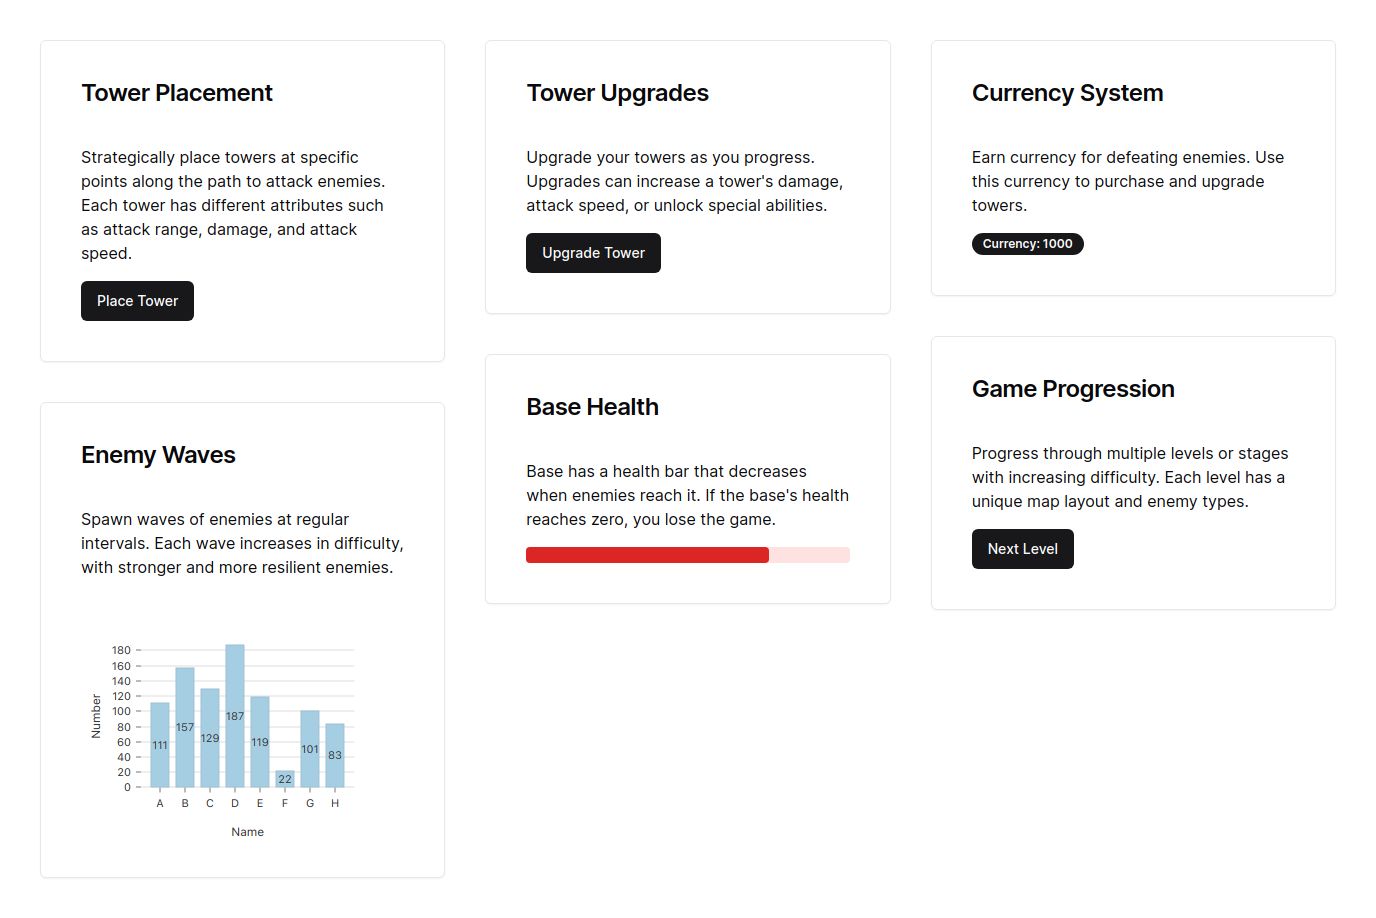 Tower Placement
Strategically place towers at specific
points along the path to attack enemies.
Each tower has different attributes such
as attack range, damage, and attack
speed.
Place Tower
Enemy Waves
Spawn waves of enemies at regular
intervals. Each wave increases in difficulty,
with stronger and more resilient enemies.
180
160
140
120
100
80
60
40
20
0
Number
111
157
129
187
119
22
101
83
A B C D E F G H
Name
Tower Upgrades
Upgrade your towers as you progress.
Upgrades can increase a tower's damage,
attack speed, or unlock special abilities.
Upgrade Tower
Base Health
Base has a health bar that decreases
when enemies reach it. If the base's health
reaches zero, you lose the game.
Currency System
Earn currency for defeating enemies. Use
this currency to purchase and upgrade
towers.
Currency: 1000
Game Progression
Progress through multiple levels or stages
with increasing difficulty. Each level has a
unique map layout and enemy types.
Next Level